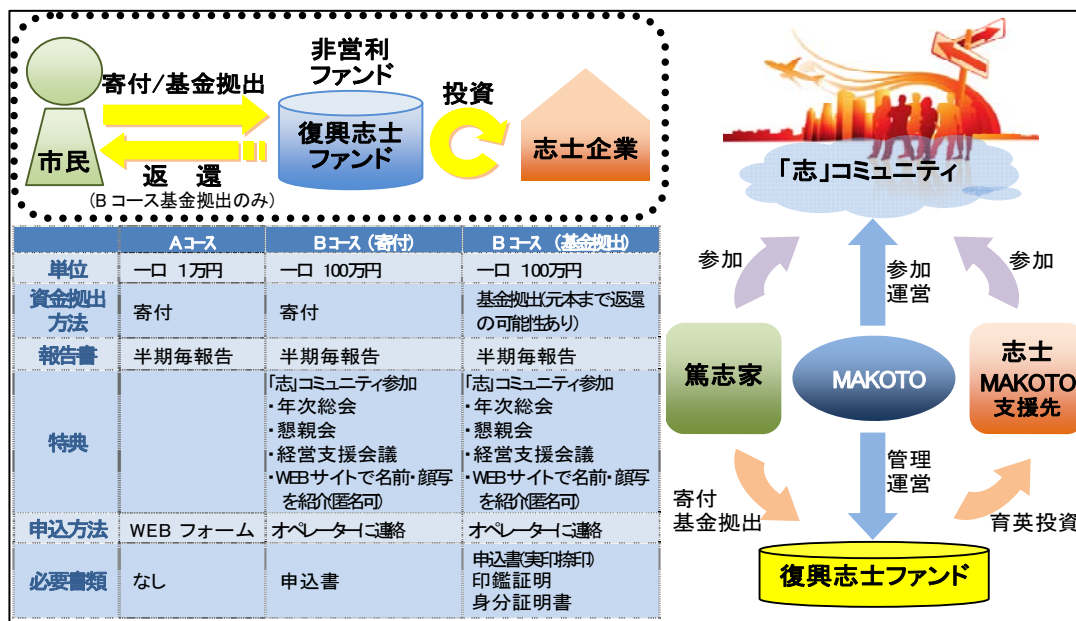 非営利
ファンド
寄付/基金拠出
投資
復興志士
ファンド
志士企業
市民
返 還
(Bコース基金拠出のみ)
Aコース
Bコース(寄付)
Bコース (基金拠出)
単位
一口 1万円
一口 100万円
一口 100万円
資金拠出
方法
寄付
寄付
基金拠出(元本まで返還
の可能性あり)
報告書
半期毎報告
半期毎報告
半期毎報告
特典
「志」コミュニティ参加
・年次総会
・懇親会
・経営支援会議
・WEBサイトで名前・顔写
を紹介(匿名可)
「志」コミュニティ参加
・年次総会
・懇親会
・経営支援会議
・WEBサイトで名前・顔写
を紹介(匿名可)
申込方法
WEB フォーム
オペレーターに連絡
オペレーターに連絡
必要書類
なし
申込書
申込書(実印捺印)
印鑑証明
身分証明書
「志」コミュニティ
参加
参加
運営
参加
篤志家
MAKOTO
志士
MAKOTO
支援先
管理
運営
寄付
基金拠出
育英投資
復興志士ファンド